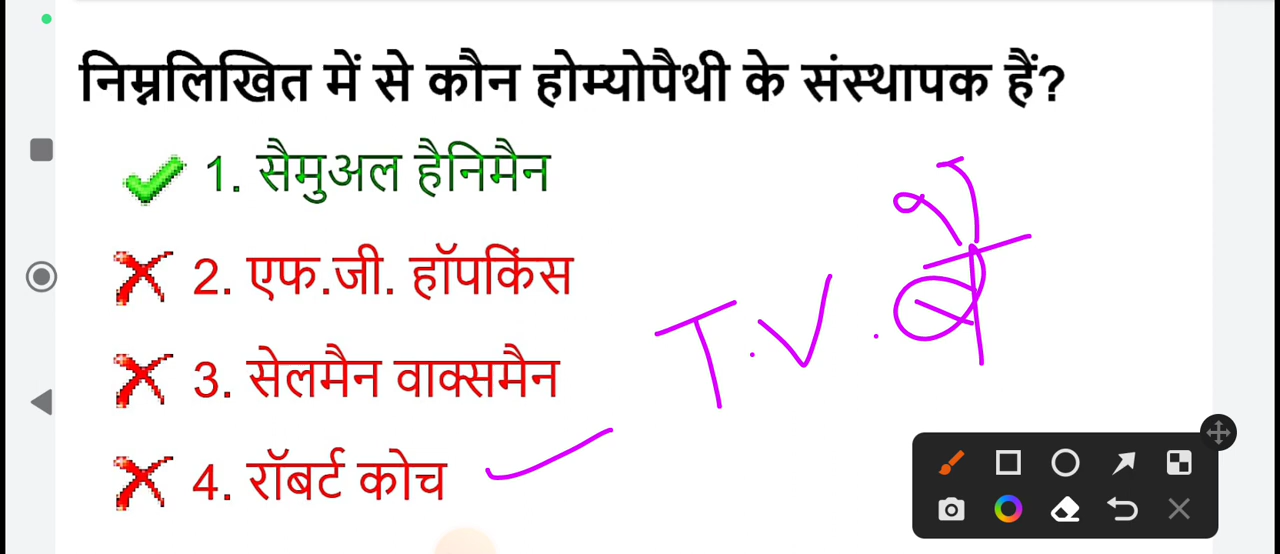 निम्नलिखित में से कौन होम्योपैथी के संस्थापक हैं?
1. सैमुअल हैनिमैन
2. एफ.जी. हॉपकिंस
3. सेलमैन वाक्समैन
4. रॉबर्ट कोच
T.V.